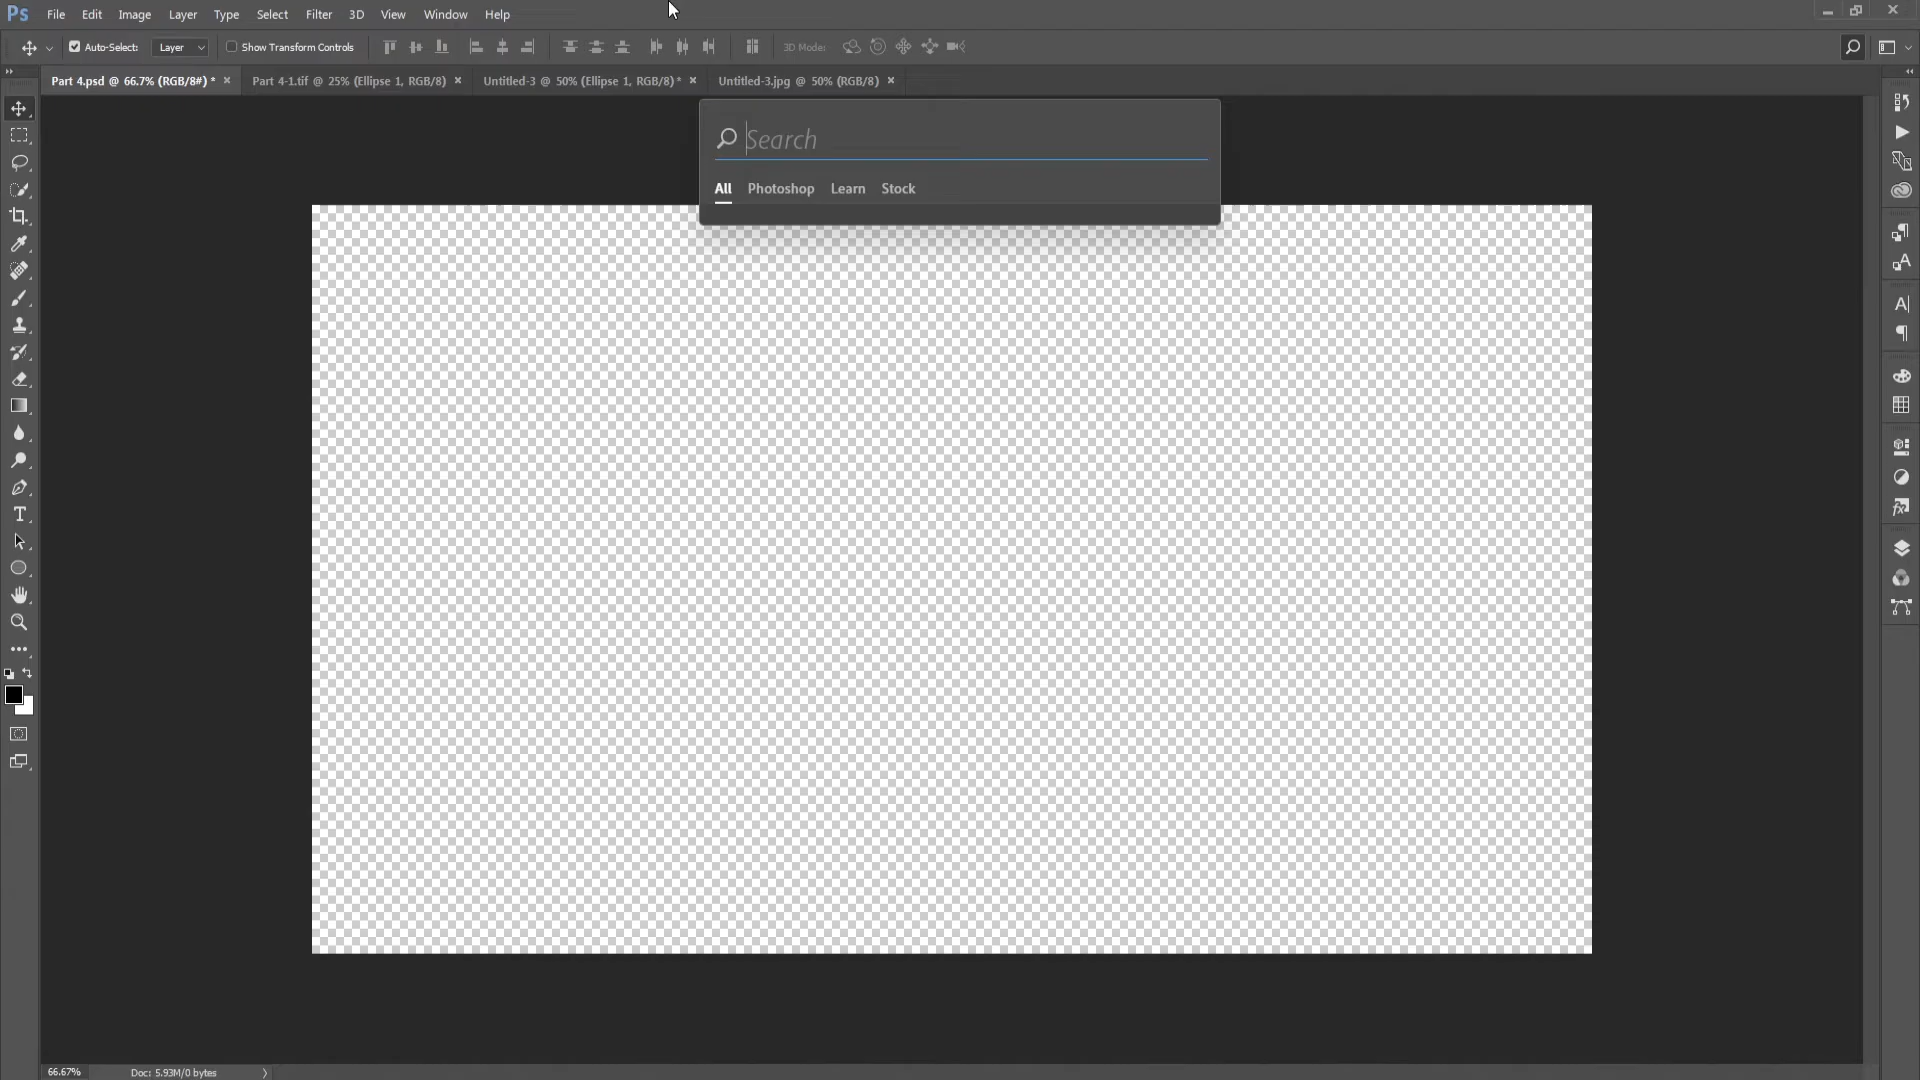 Ps File Edit Image Layer Type Select Filter 3D View Window Help
Auto-Select: Layer Show Transform Controls 3D Mode:
Part 4.psd @ 66.7% (RGB/8#) * × Part 4-1.tif @ 25% (Ellipse 1, RGB/8) × Untitled-3 @ 50% (Ellipse 1, RGB/8) * × Untitled-3.jpg @ 50% (RGB/8) ×
Search
All Photoshop Learn Stock
66.67% Doc: 5.93M/0 bytes